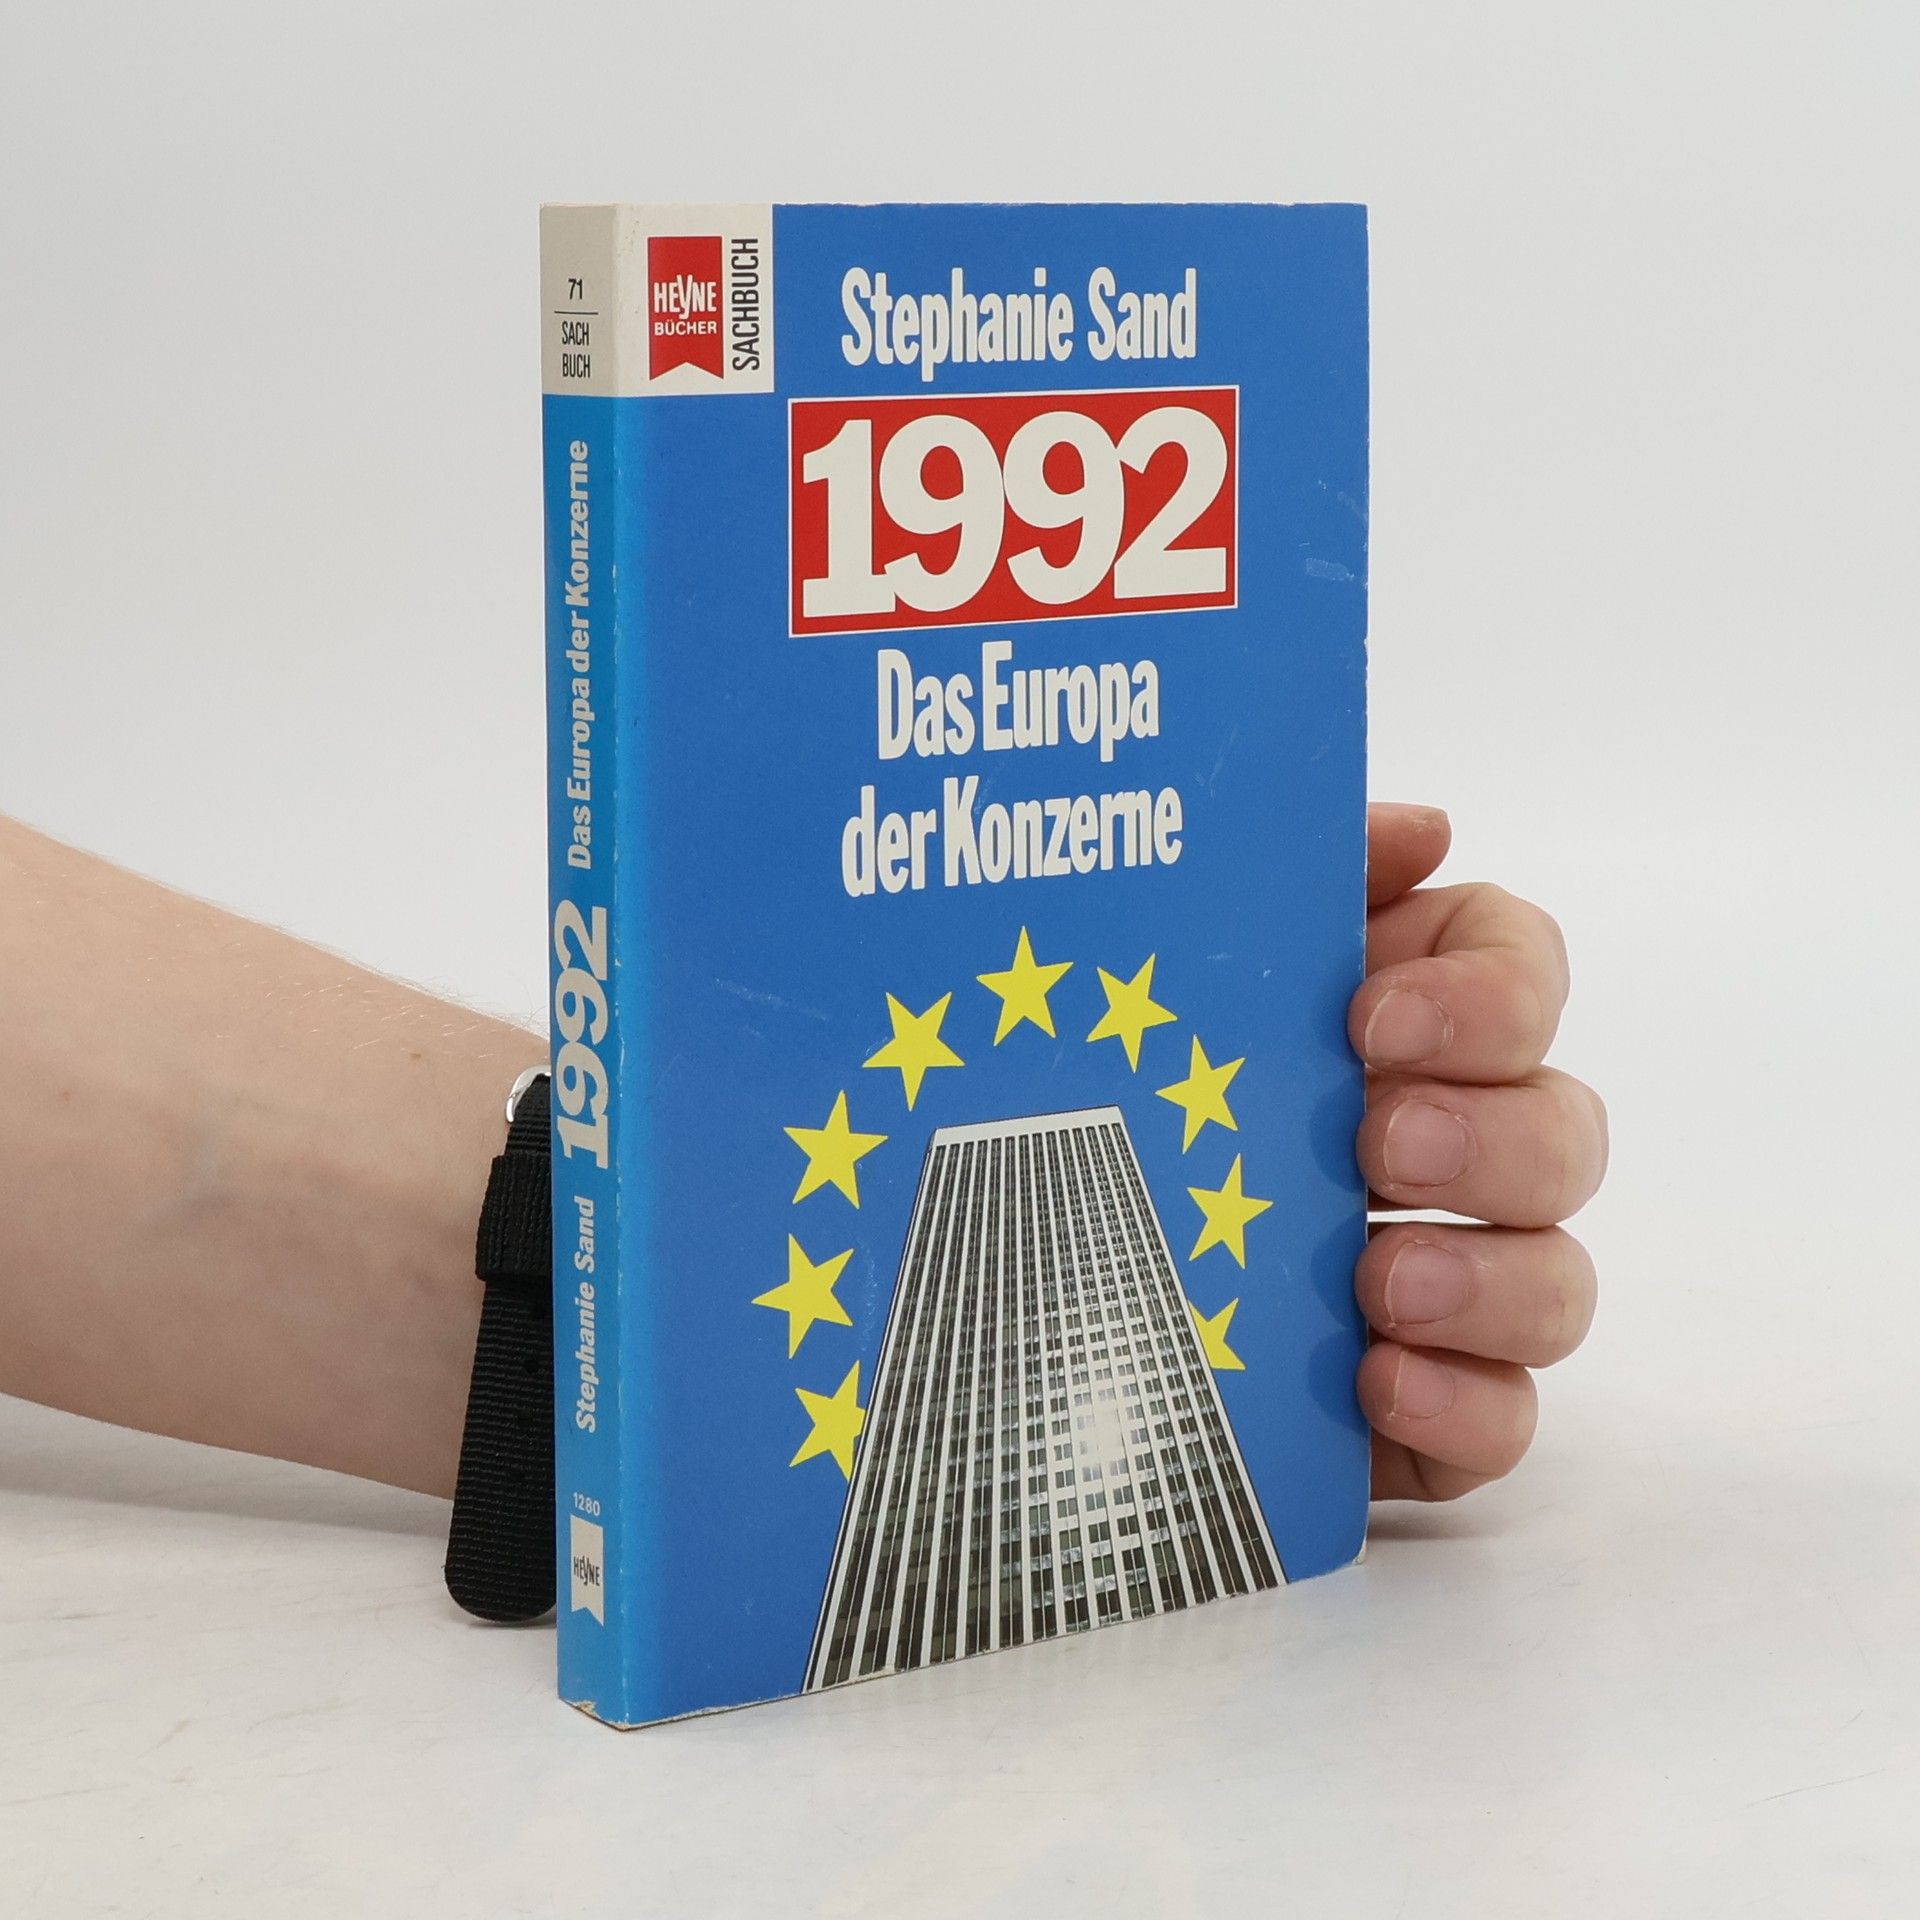 71
SACH
BUCH
Stephanie Sand 1992 Das Europa der Konzerne
1280
HEYNE
HEYNE
BÜCHER
SACHBUCH
Stephanie Sand
1992
Das Europa
der Konzerne